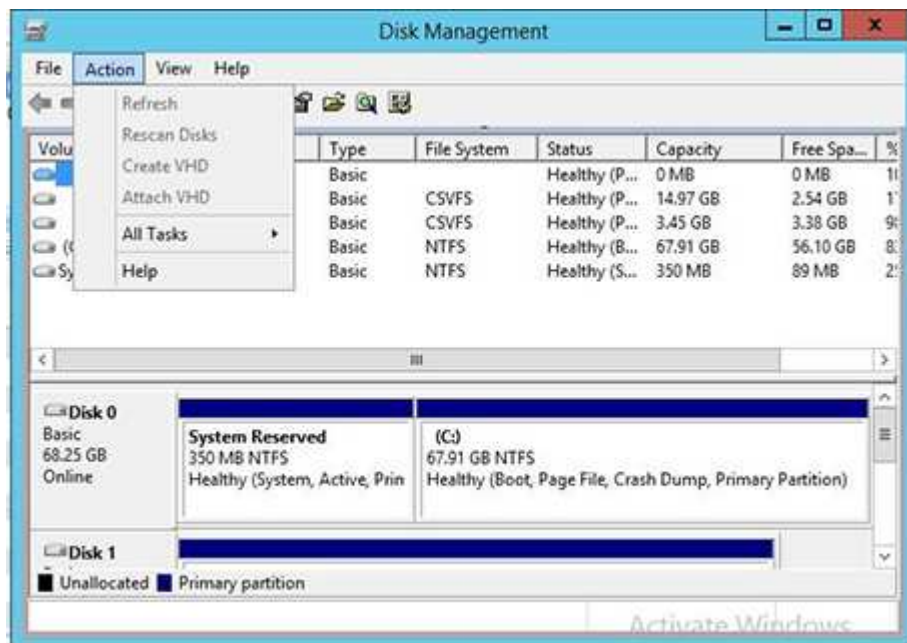 Disk Management
File Action View Help
Refresh
Rescan Disks
Create VHD
Attach VHD
All Tasks
Help
Volu Type File System Status Capacity Free Spa... %
Basic Healthy (P... 0 MB 0 MB
Basic CSVFS Healthy (P... 14.97 GB 2.54 GB
Basic CSVFS Healthy (P... 3.45 GB 3.38 GB
Basic NTFS Healthy (B... 67.91 GB 56.10 GB
Sy Basic NTFS Healthy (S... 350 MB 89 MB
Disk 0
Basic
68.25 GB
Online
System Reserved
350 MB NTFS
Healthy (System, Active, Prin
(C:)
67.91 GB NTFS
Healthy (Boot, Page File, Crash Dump, Primary Partition)
Disk 1
Unallocated Primary partition
Activate Windows